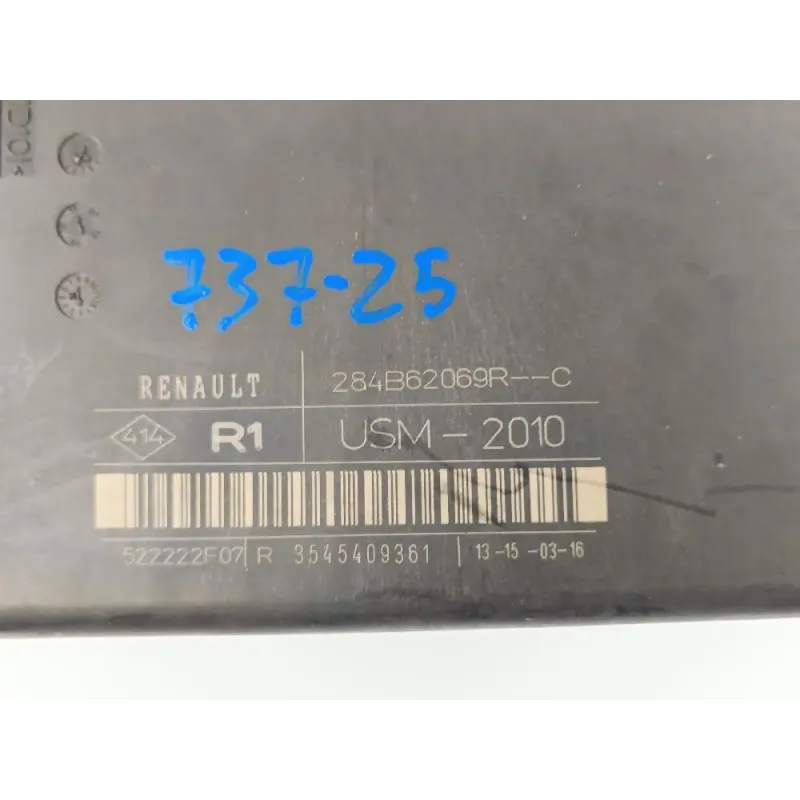 737-25
RENAULT 284B62069R--C
414 R1 USM-2010
522222F07 R 3545409361 13-15-03-16